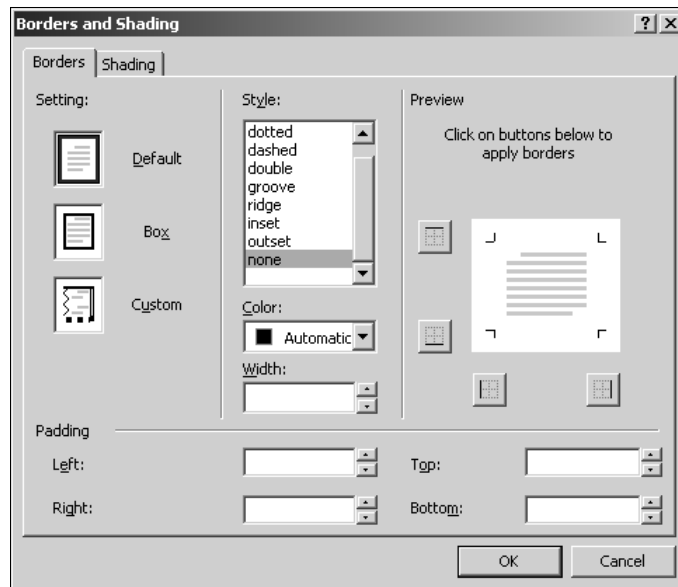 Borders and Shading
Borders
Shading
Setting:
Default
Box
Custom
Style:
dotted
dashed
double
groove
ridge
inset
outset
none
Color:
Automatic
Width:
Preview
Click on buttons below to
apply borders
Padding
Left:
Top:
Right:
Bottom:
OK
Cancel